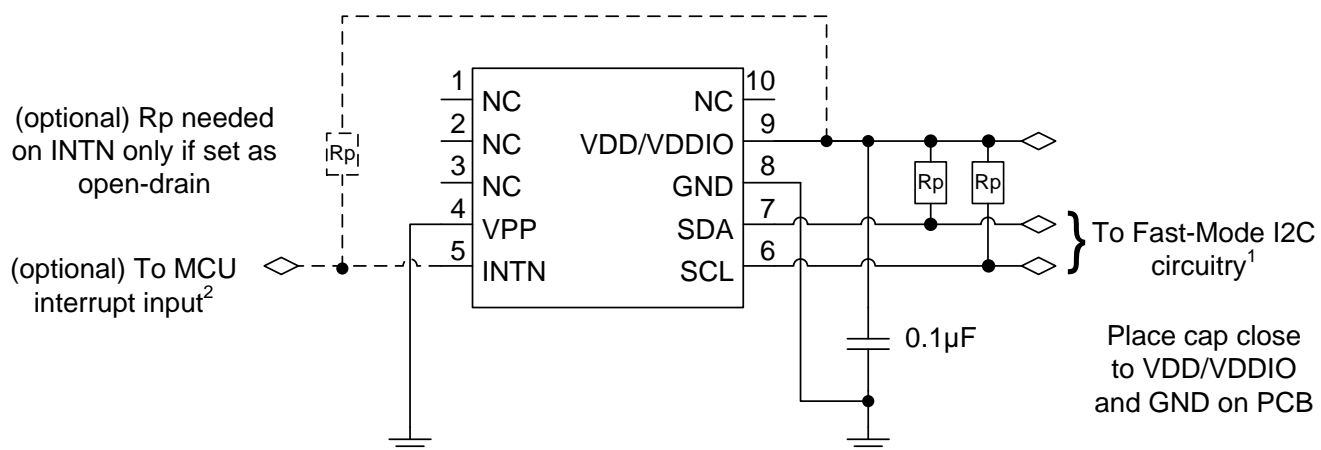 1
NC
10
NC
(optional) Rp needed
on INTN only if set as
open-drain
Rp
2
NC
9
VDD/VDDIO
3
NC
8
GND
Rp
Rp
4
VPP
7
SDA
5
INTN
6
SCL
(optional) To MCU
interrupt input2
} To Fast-Mode I2C
circuitry1
0.1µF
Place cap close
to VDD/VDDIO
and GND on PCB